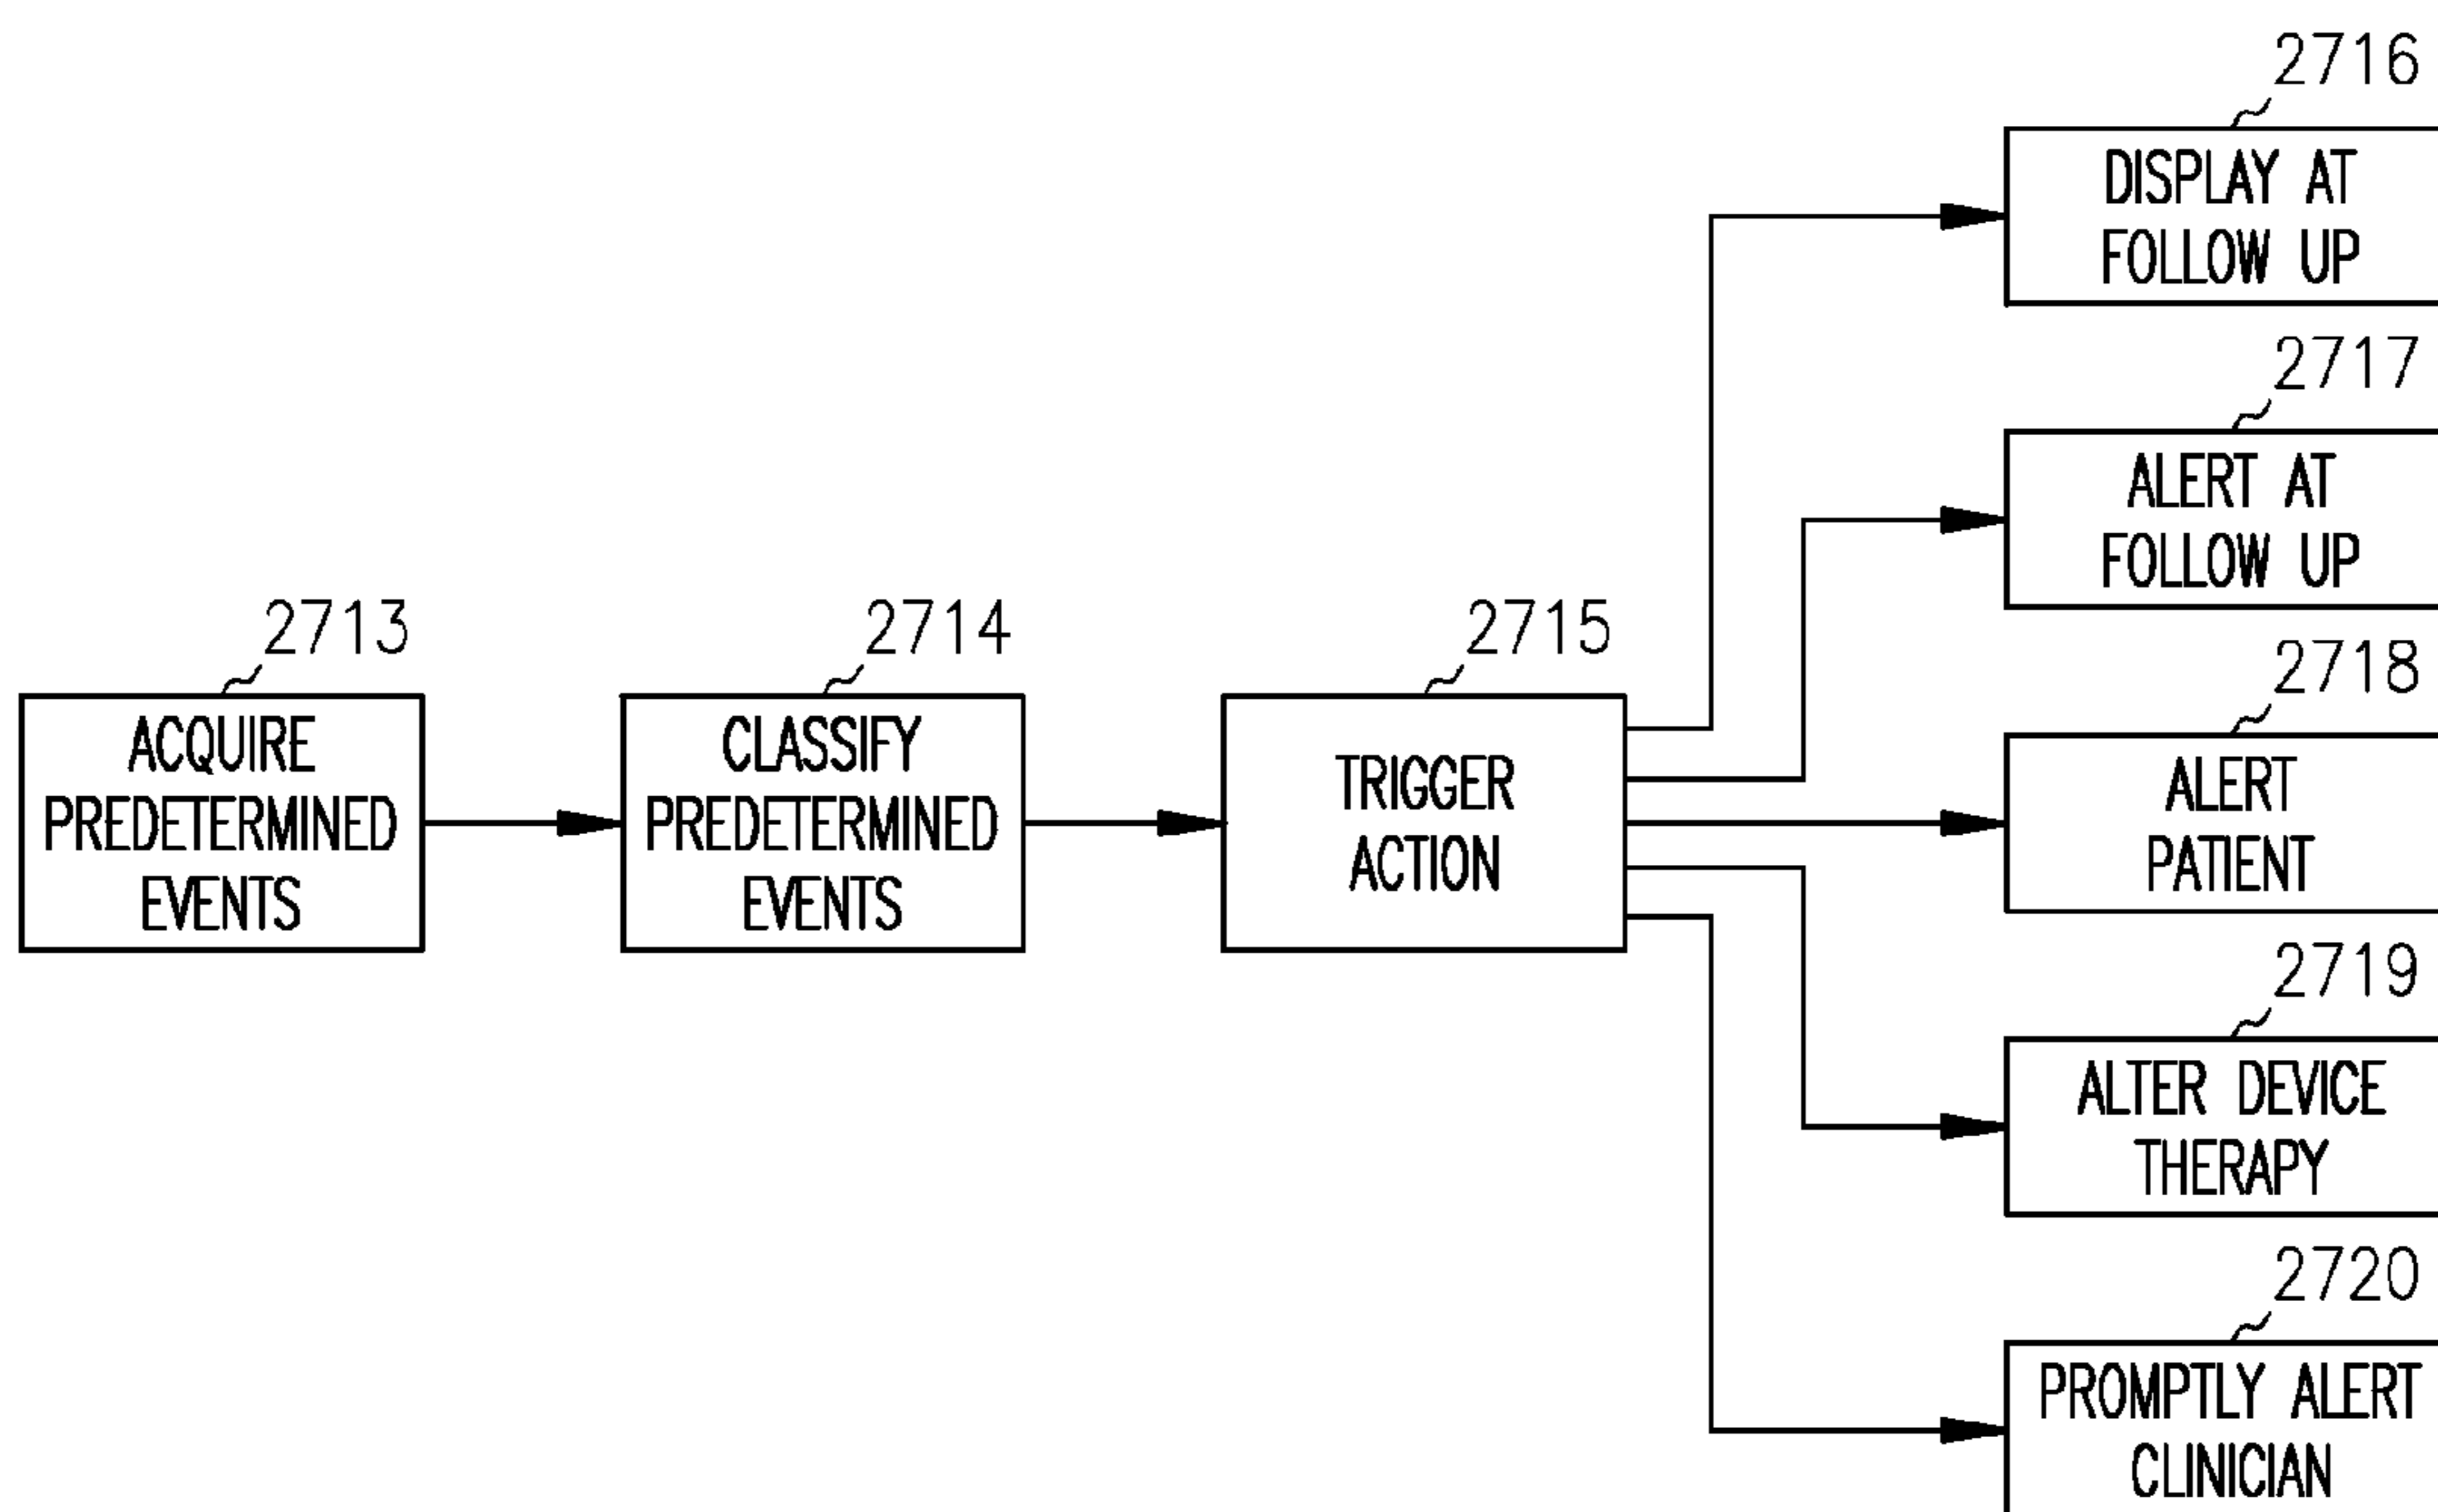 2713
ACQUIRE
PREDETERMINED
EVENTS
2714
CLASSIFY
PREDETERMINED
EVENTS
2715
TRIGGER
ACTION
2716
DISPLAY AT
FOLLOW UP
2717
ALERT AT
FOLLOW UP
2718
ALERT
PATIENT
2719
ALTER DEVICE
THERAPY
2720
PROMPTLY ALERT
CLINICIAN